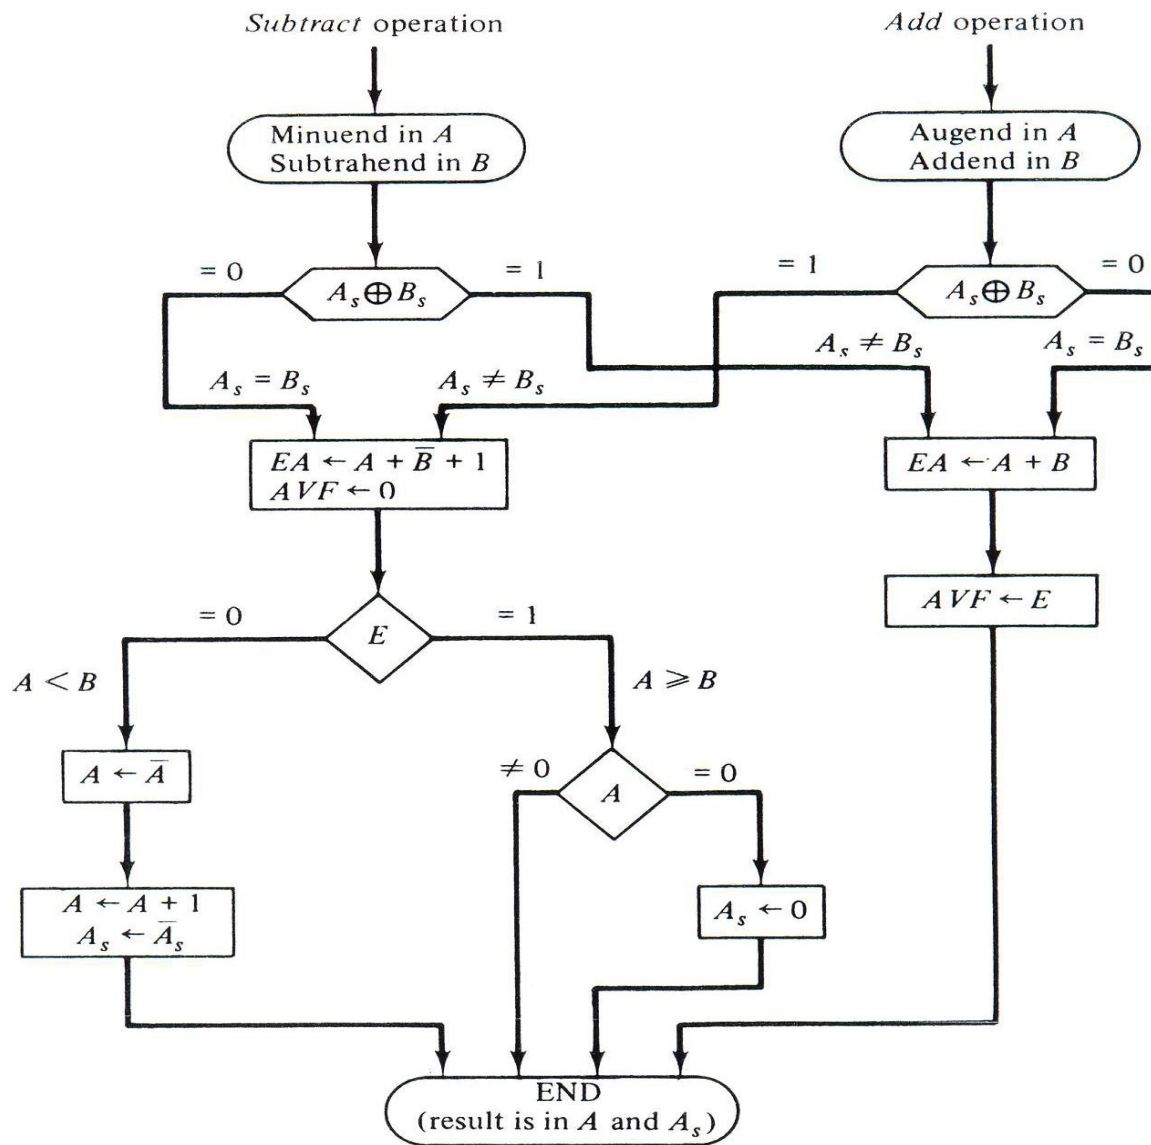 Subtract operation
Add operation
Minuend in A
Subtrahend in B
Augend in A
Addend in B
= 0
A_s ⊕ B_s
= 1
= 1
A_s ⊕ B_s
= 0
A_s = B_s
A_s ≠ B_s
A_s ≠ B_s
A_s = B_s
EA ← A + B̅ + 1
AVF ← 0
EA ← A + B
AVF ← E
= 0
E
= 1
A < B
A ⩾ B
A ← A̅
≠ 0
A
= 0
A ← A + 1
A_s ← A̅_s
A_s ← 0
END
(result is in A and A_s)